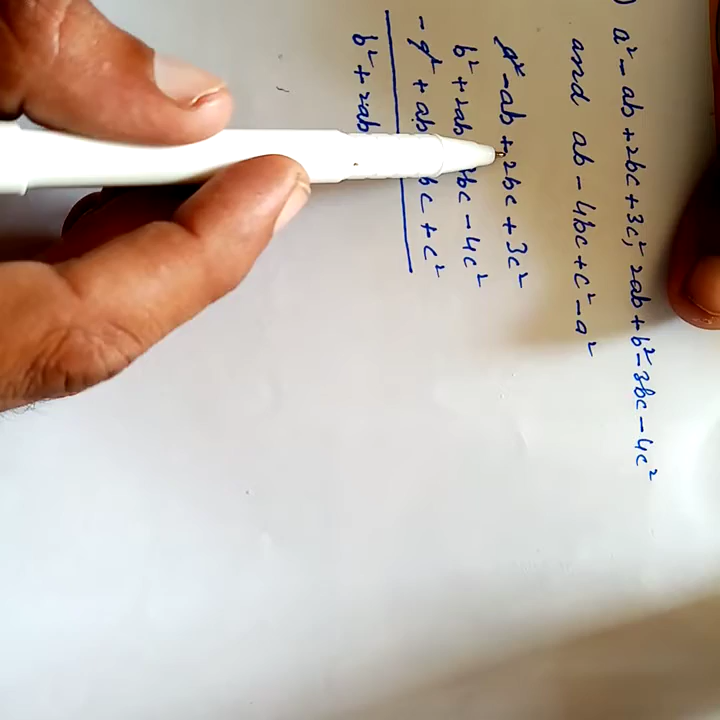 ) a² - ab + 2bc + 3c², 2ab + b² - 3bc - 4c²
and ab - 4bc + c² - a²
a² - ab + 2bc + 3c²
b² + 2ab 3bc - 4c²
- a² + ab bc + c²
b² + 2ab